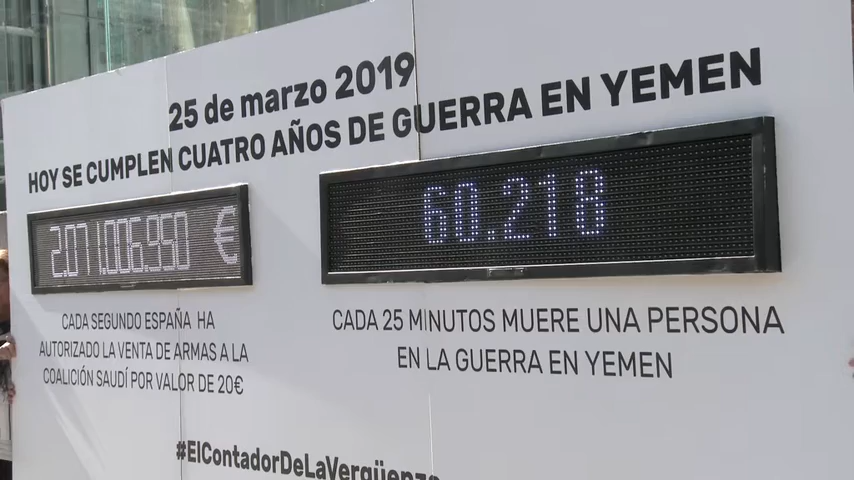 25 de marzo 2019
HOY SE CUMPLEN CUATRO AÑOS DE GUERRA EN YEMEN
2.071.006.950 €
60.218
CADA SEGUNDO ESPAÑA HA
AUTORIZADO LA VENTA DE ARMAS A LA
COALICIÓN SAUDÍ POR VALOR DE 20€
CADA 25 MINUTOS MUERE UNA PERSONA
EN LA GUERRA EN YEMEN
#ElContadorDeLaVergüenza